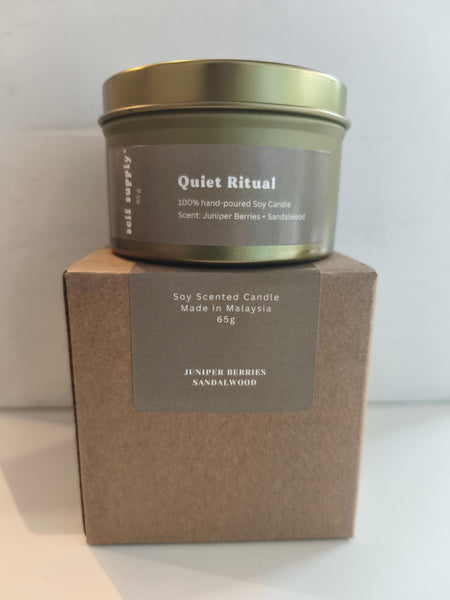 self supply
65g
Quiet Ritual
100% hand-poured Soy Candle
Scent: Juniper Berries + Sandalwood
Soy Scented Candle
Made in Malaysia
65g
JUNIPER BERRIES
SANDALWOOD